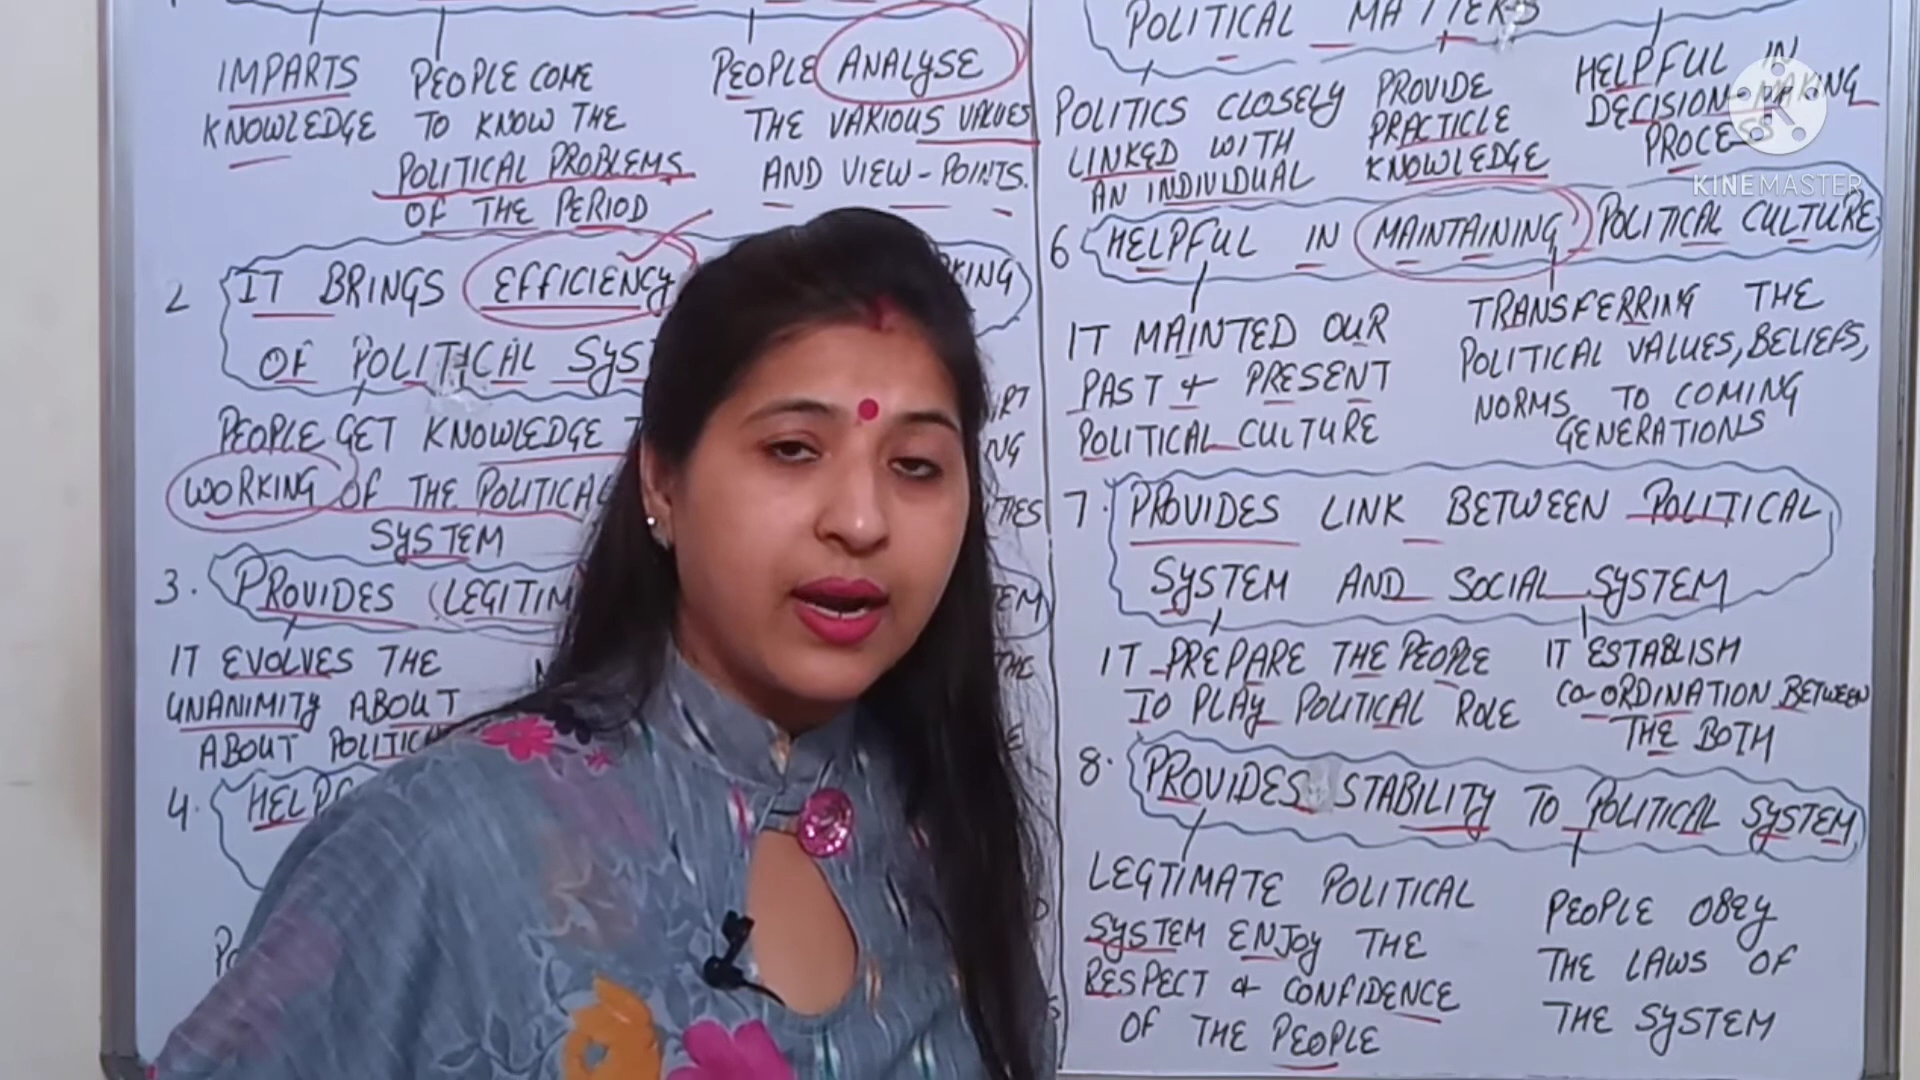 IMPARTS
KNOWLEDGE
PEOPLE COME
TO KNOW THE
POLITICAL PROBLEMS
OF THE PERIOD
PEOPLE ANALYSE
THE VARIOUS VALUES
AND VIEW-POINTS.
2 IT BRINGS EFFICIENCY
OF POLITICAL
PEOPLE GET KNOWLEDGE
WORKING OF THE POLITICAL
SYSTEM
3. PROVIDES
IT EVOLVES THE
UNANIMITY ABOUT
ABOUT
4.
POLITICAL MATTERS
POLITICS CLOSELY
LINKED WITH
AN INDIVIDUAL
PROVIDE
PRACTICLE
KNOWLEDGE
HELPFUL IN
DECISION-MAKING
PROCESS
KINEMASTER
6 HELPFUL IN MAINTAINING POLITICAL CULTURE
IT MAINTED OUR
PAST & PRESENT
POLITICAL CULTURE
TRANSFERRING THE
POLITICAL VALUES, BELIEFS,
NORMS TO COMING
GENERATIONS
7. PROVIDES LINK BETWEEN POLITICAL
SYSTEM AND SOCIAL SYSTEM
IT PREPARE THE PEOPLE
TO PLAY POLITICAL ROLE
IT ESTABLISH
CO-ORDINATION BETWEEN
THE BOTH
8. PROVIDES STABILITY TO POLITICAL SYSTEM
LEGTIMATE POLITICAL
SYSTEM ENJOY THE
RESPECT & CONFIDENCE
OF THE PEOPLE
PEOPLE OBEY
THE LAWS OF
THE SYSTEM